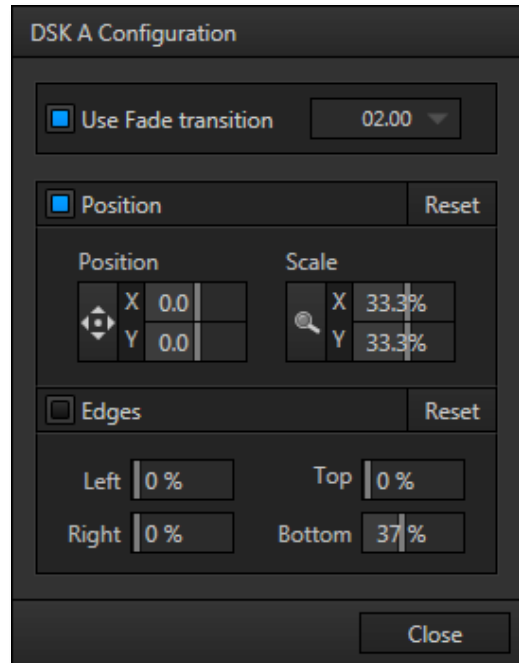 DSK A Configuration
Use Fade transition 02.00
Position Reset
Position Scale
X 0.0 X 33.3%
Y 0.0 Y 33.3%
Edges Reset
Left 0 % Top 0 %
Right 0 % Bottom 37 %
Close